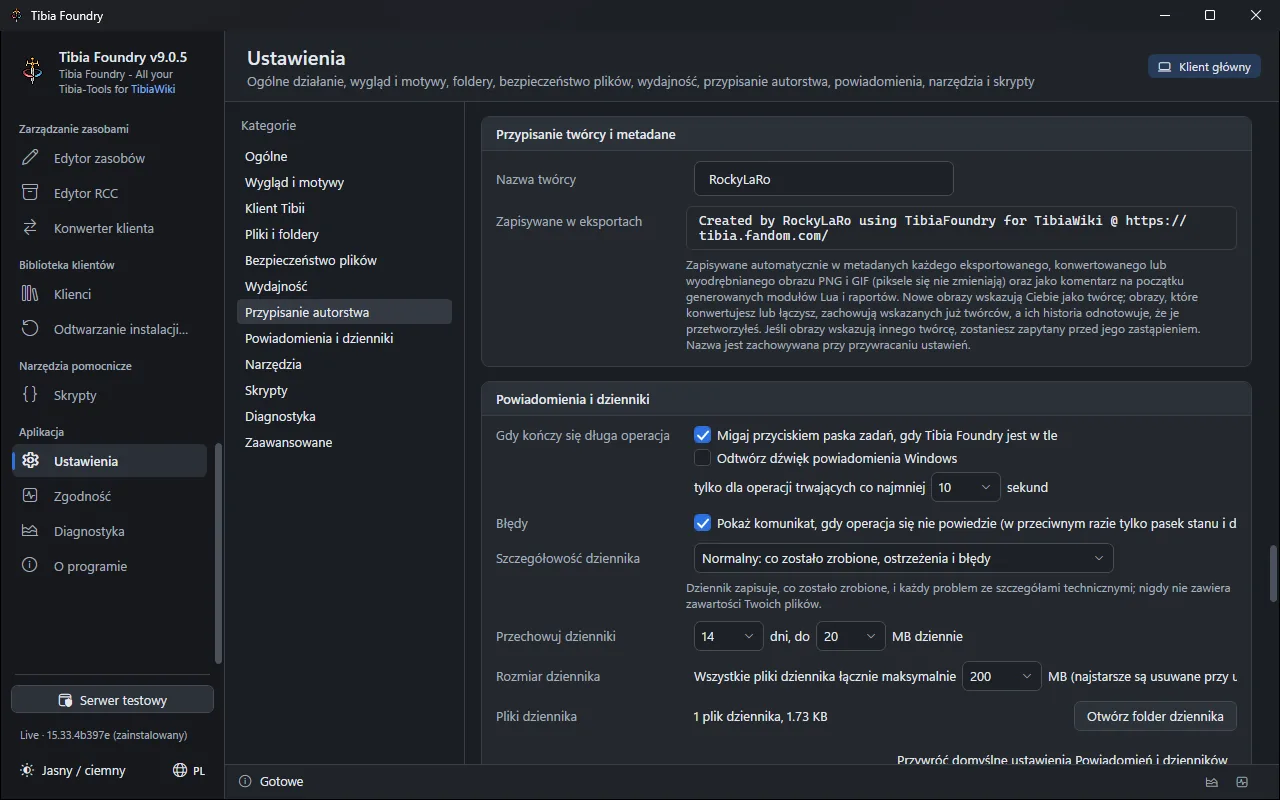 Tibia Foundry
Tibia Foundry v9.0.5
Tibia Foundry - All your
Tibia-Tools for TibiaWiki
Zarządzanie zasobami
Edytor zasobów
Edytor RCC
Konwerter klienta
Biblioteka klientów
Klienci
Odtwarzanie instalacji...
Narzędzia pomocnicze
Skrypty
Aplikacja
Ustawienia
Zgodność
Diagnostyka
O programie
Serwer testowy
Live · 15.33.4b397e (zainstalowany)
Jasny / ciemny
PL
Ustawienia
Ogólne działanie, wygląd i motywy, foldery, bezpieczeństwo plików, wydajność, przypisanie autorstwa, powiadomienia, narzędzia i skrypty
Klient główny
Kategorie
Ogólne
Wygląd i motywy
Klient Tibii
Pliki i foldery
Bezpieczeństwo plików
Wydajność
Przypisanie autorstwa
Powiadomienia i dzienniki
Narzędzia
Skrypty
Diagnostyka
Zaawansowane
Przypisanie twórcy i metadane
Nazwa twórcy
RockyLaRo
Zapisywane w eksportach
Created by RockyLaRo using TibiaFoundry for TibiaWiki @ https://
tibia.fandom.com/
Zapisywane automatycznie w metadanych każdego eksportowanego, konwertowanego lub
wyodrębnianego obrazu PNG i GIF (piksele się nie zmieniają) oraz jako komentarz na początku
generowanych modułów Lua i raportów. Nowe obrazy wskazują Ciebie jako twórcę; obrazy, które
konwertujesz lub łączysz, zachowują wskazanych już twórców, a ich historia odnotowuje, że je
przetworzyłeś. Jeśli obrazy wskazują innego twórcę, zostaniesz zapytany przed jego zastąpieniem.
Nazwa jest zachowywana przy przywracaniu ustawień.
Powiadomienia i dzienniki
Gdy kończy się długa operacja
Migaj przyciskiem paska zadań, gdy Tibia Foundry jest w tle
Odtwórz dźwięk powiadomienia Windows
tylko dla operacji trwających co najmniej 10 sekund
Błędy
Pokaż komunikat, gdy operacja się nie powiedzie (w przeciwnym razie tylko pasek stanu i d
Szczegółowość dziennika
Normalny: co zostało zrobione, ostrzeżenia i błędy
Dziennik zapisuje, co zostało zrobione, i każdy problem ze szczegółami technicznymi; nigdy nie zawiera
zawartości Twoich plików.
Przechowuj dzienniki
14 dni, do 20 MB dziennie
Rozmiar dziennika
Wszystkie pliki dziennika łącznie maksymalnie 200 MB (najstarsze są usuwane przy u
Pliki dziennika
1 plik dziennika, 1.73 KB
Otwórz folder dziennika
Przywróć domyślne ustawienia Powiadomień i dzienników
Gotowe